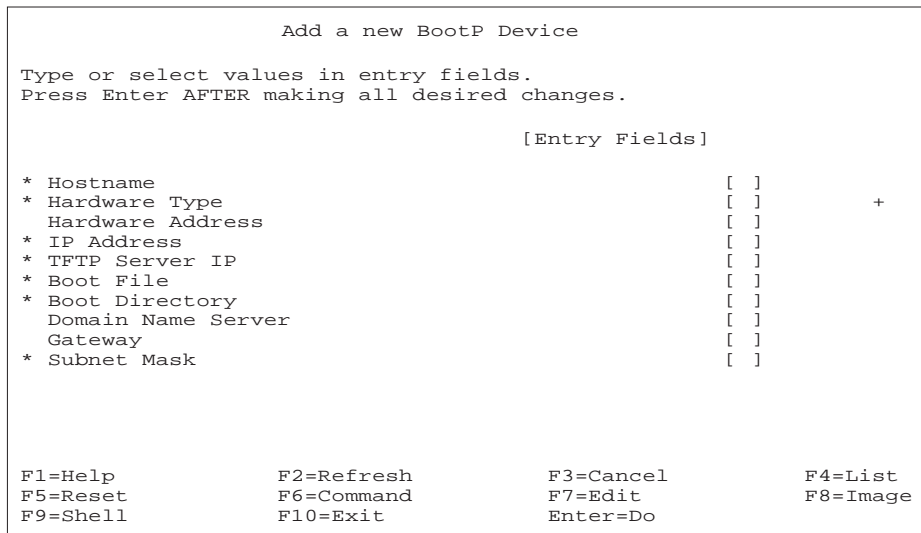 Add a new BootP Device
Type or select values in entry fields.
Press Enter AFTER making all desired changes.
[Entry Fields]
* Hostname [ ]
* Hardware Type [ ] +
Hardware Address [ ]
* IP Address [ ]
* TFTP Server IP [ ]
* Boot File [ ]
* Boot Directory [ ]
Domain Name Server [ ]
Gateway [ ]
* Subnet Mask [ ]
F1=Help F2=Refresh F3=Cancel F4=List
F5=Reset F6=Command F7=Edit F8=Image
F9=Shell F10=Exit Enter=Do